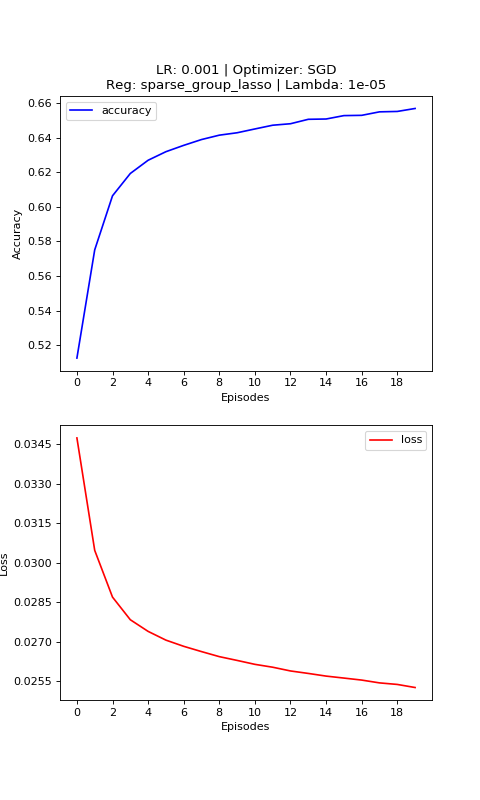 LR: 0.001 | Optimizer: SGD
Reg: sparse_group_lasso | Lambda: 1e-05
accuracy
0.66
0.64
0.62
0.60
0.58
0.56
0.54
0.52
Accuracy
0 2 4 6 8 10 12 14 16 18
Episodes
loss
0.0345
0.0330
0.0315
0.0300
0.0285
0.0270
0.0255
Loss
0 2 4 6 8 10 12 14 16 18
Episodes